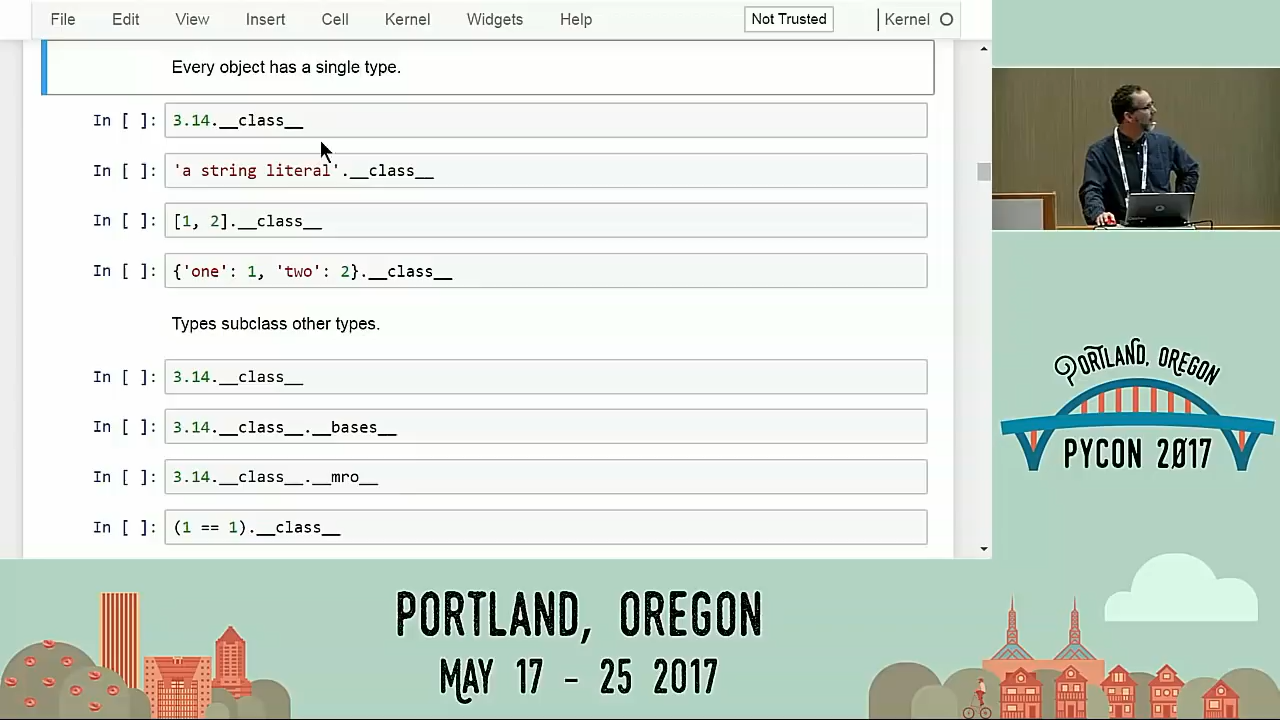 File Edit View Insert Cell Kernel Widgets Help Not Trusted Kernel
Every object has a single type.
In [ ]: 3.14.__class__
In [ ]: 'a string literal'.__class__
In [ ]: [1, 2].__class__
In [ ]: {'one': 1, 'two': 2}.__class__
Types subclass other types.
In [ ]: 3.14.__class__
In [ ]: 3.14.__class__.__bases__
In [ ]: 3.14.__class__.__mro__
In [ ]: (1 == 1).__class__
PORTLAND, OREGON
PYCON 2017
PORTLAND, OREGON
MAY 17 - 25 2017